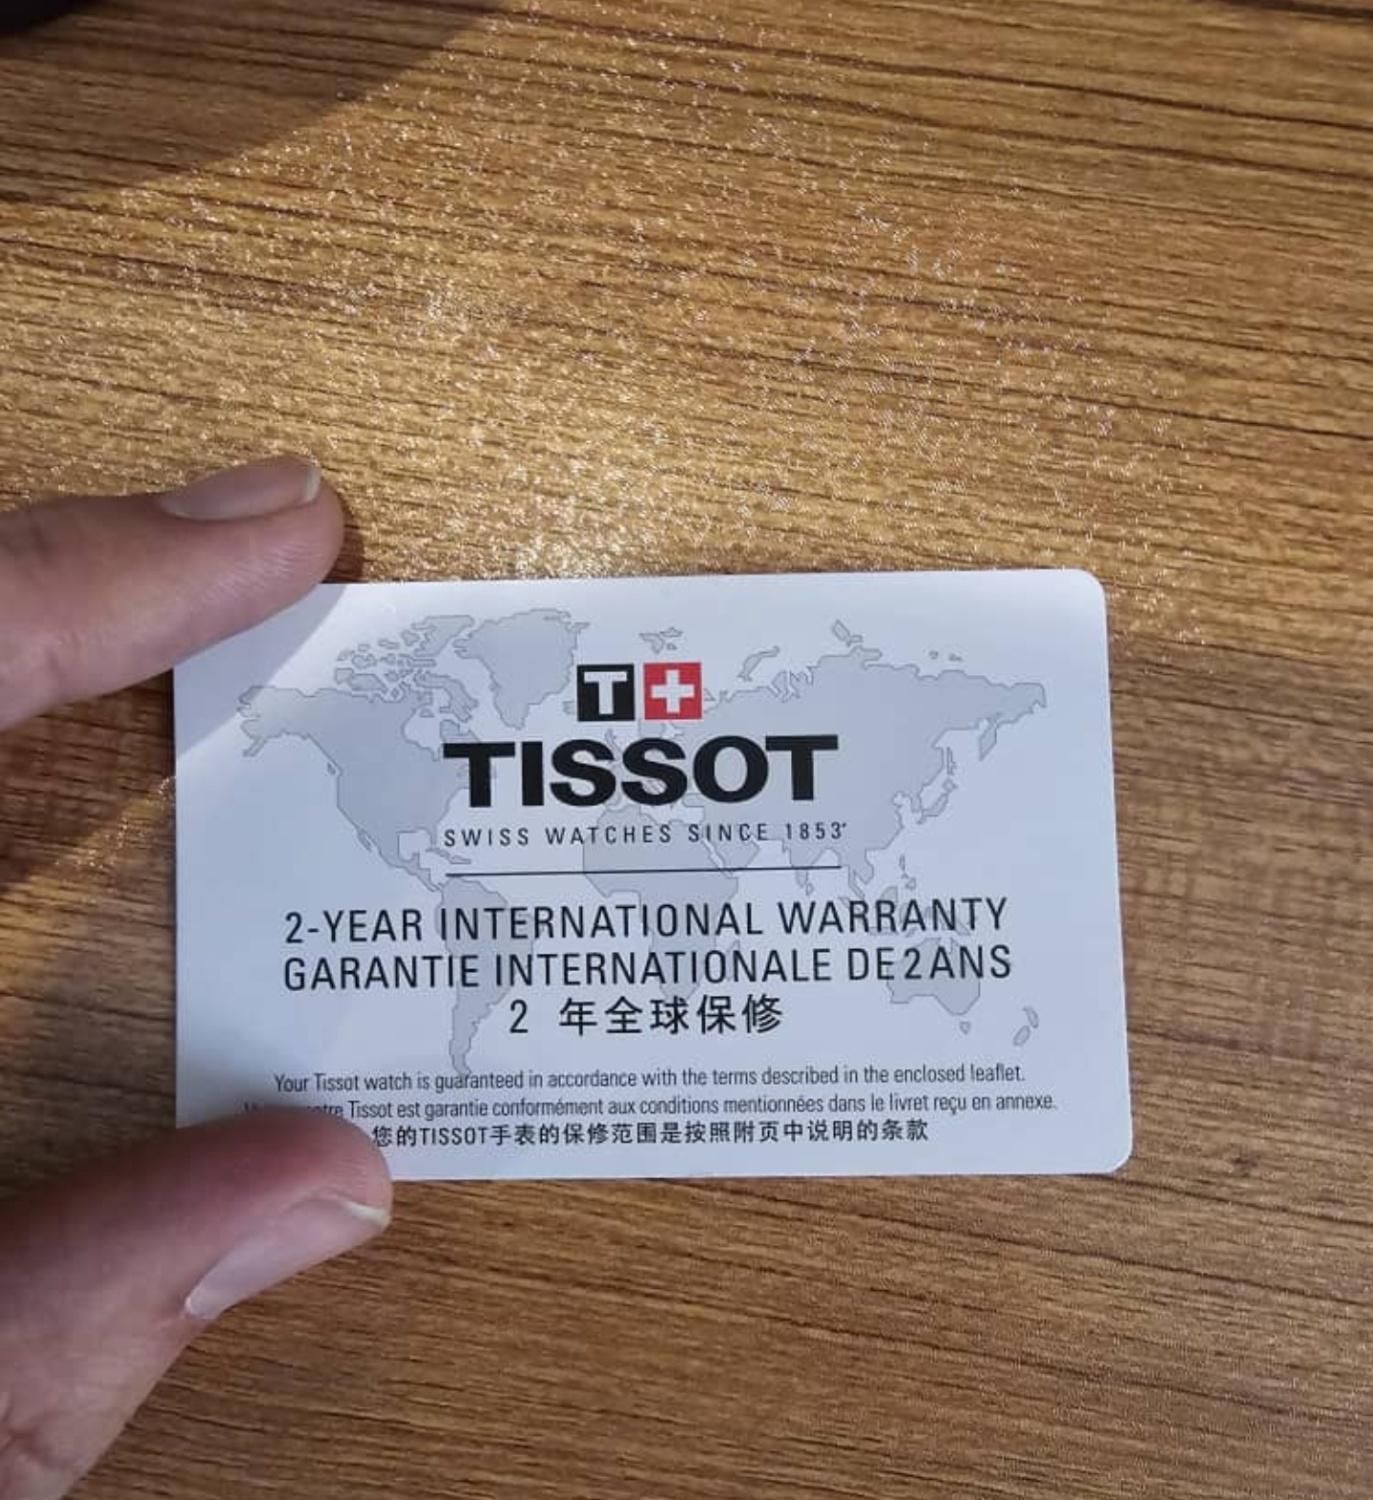 T+
TISSOT
SWISS WATCHES SINCE 1853
2-YEAR INTERNATIONAL WARRANTY
GARANTIE INTERNATIONALE DE 2 ANS
2 年全球保修
Your Tissot watch is guaranteed in accordance with the terms described in the enclosed leaflet.
Tissot est garantie conformément aux conditions mentionnées dans le livret reçu en annexe.
您的TISSOT手表的保修范围是按照附页中说明的条款